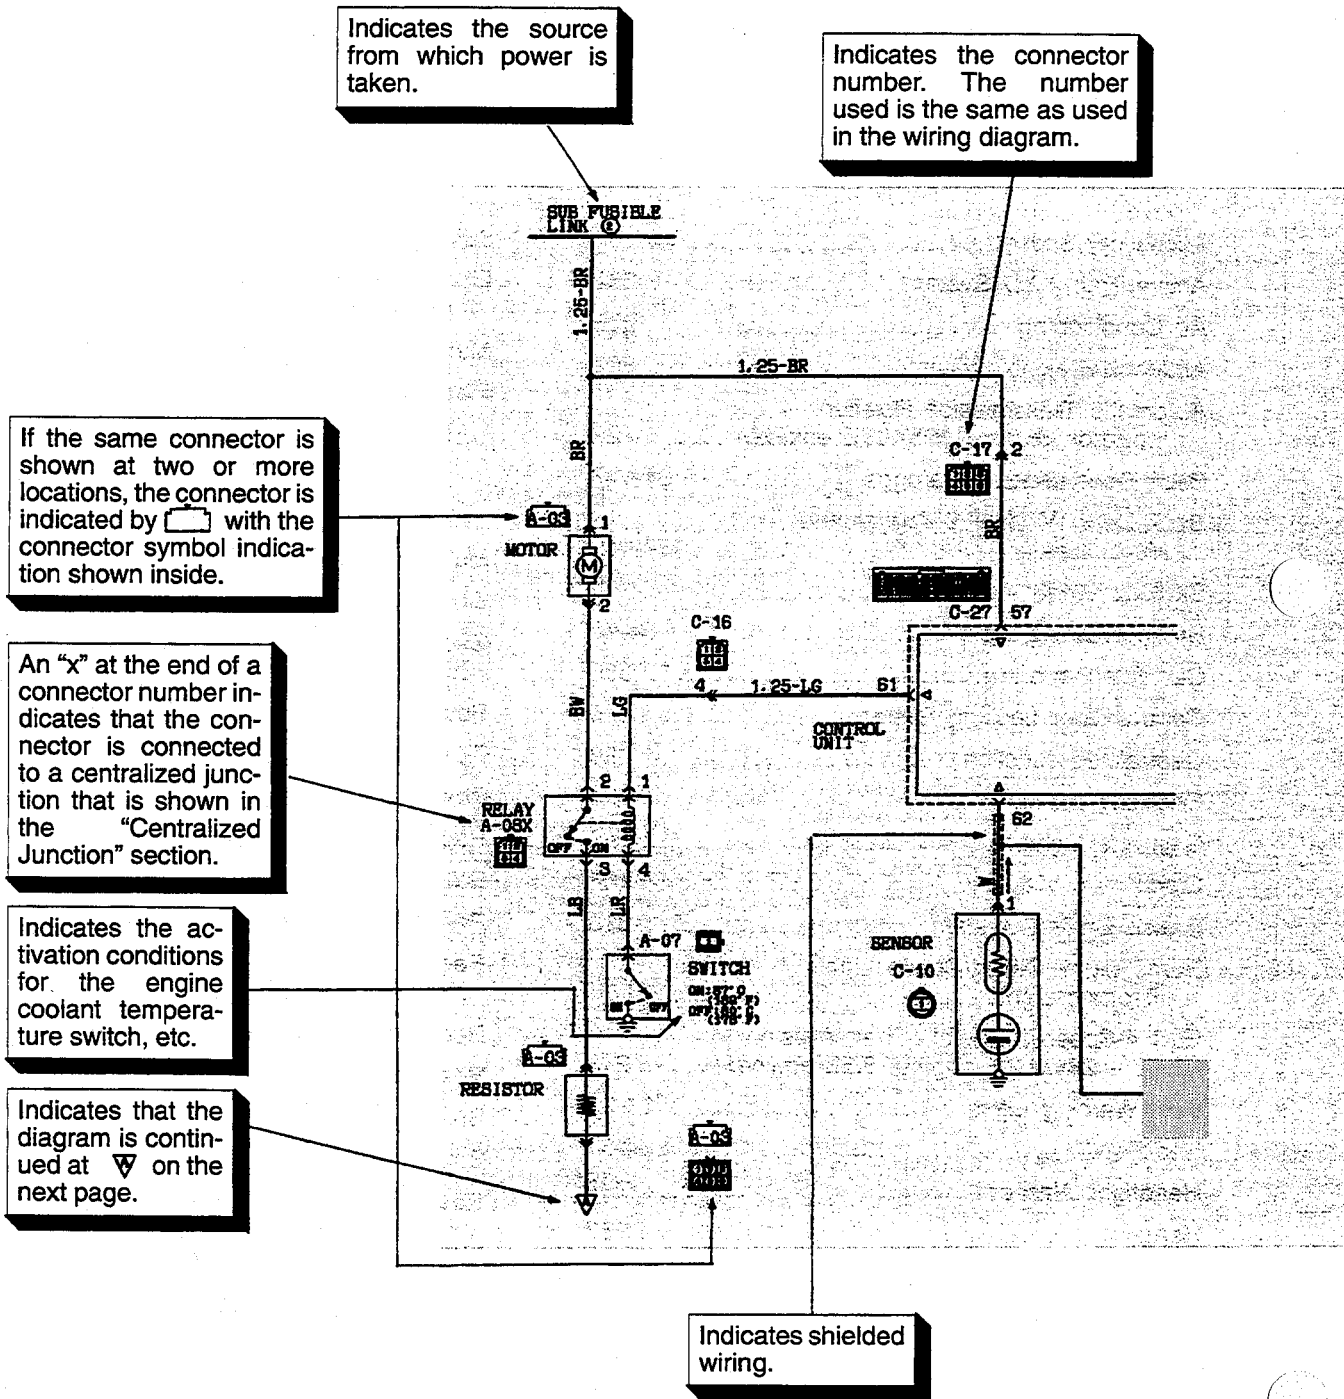 Indicates the source
from which power is
taken.
Indicates the connector
number. The number
used is the same as used
in the wiring diagram.
SUB FUSIBLE
LINK ②
1.25-BR
1.25-BR
BR
C-17 2
BR
If the same connector is
shown at two or more
locations, the connector is
indicated by with the
connector symbol indica-
tion shown inside.
A-03 1
MOTOR
M
2
C-27 57
C-16
4 1.25-LG 61
BW
LG
CONTROL
UNIT
An "x" at the end of a
connector number in-
dicates that the con-
nector is connected
to a centralized junc-
tion that is shown in
the "Centralized
Junction" section.
2 1
RELAY
A-08X
OFF ON
3 4
62
W
1
LB
LR
Indicates the ac-
tivation conditions
for the engine
coolant tempera-
ture switch, etc.
A-07
SWITCH
ON OFF
SENSOR
C-10
A-03
RESISTOR
Indicates that the
diagram is contin-
ued at A on the
next page.
A
A-03
Indicates shielded
wiring.